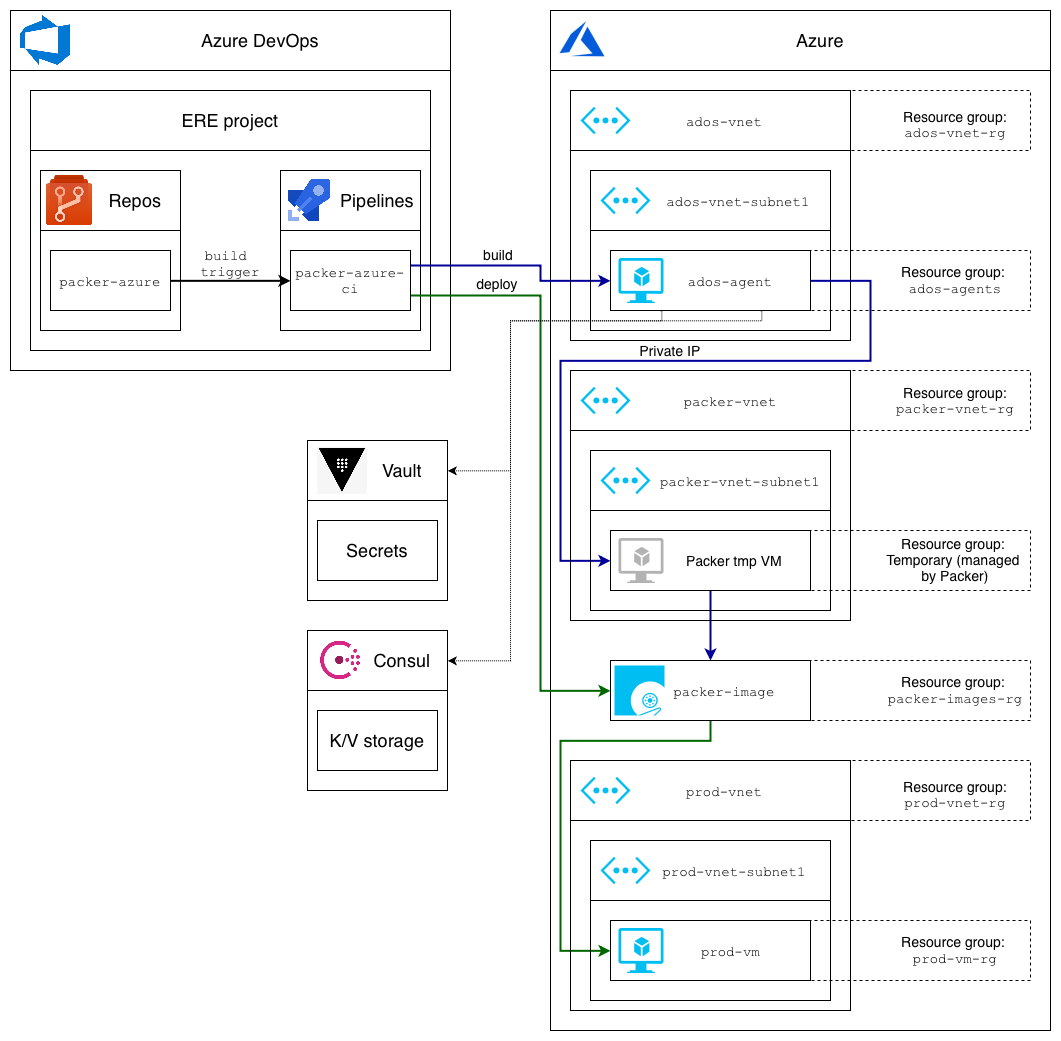 Azure DevOps
ERE project
Repos
Pipelines
packer-azure
build
trigger
packer-azure-
ci
build
deploy
Vault
Secrets
Consul
K/V storage
Azure
ados-vnet
Resource group:
ados-vnet-rg
ados-vnet-subnet1
ados-agent
Resource group:
ados-agents
Private IP
packer-vnet
Resource group:
packer-vnet-rg
packer-vnet-subnet1
Packer tmp VM
Resource group:
Temporary (managed
by Packer)
packer-image
Resource group:
packer-images-rg
prod-vnet
Resource group:
prod-vnet-rg
prod-vnet-subnet1
prod-vm
Resource group:
prod-vm-rg